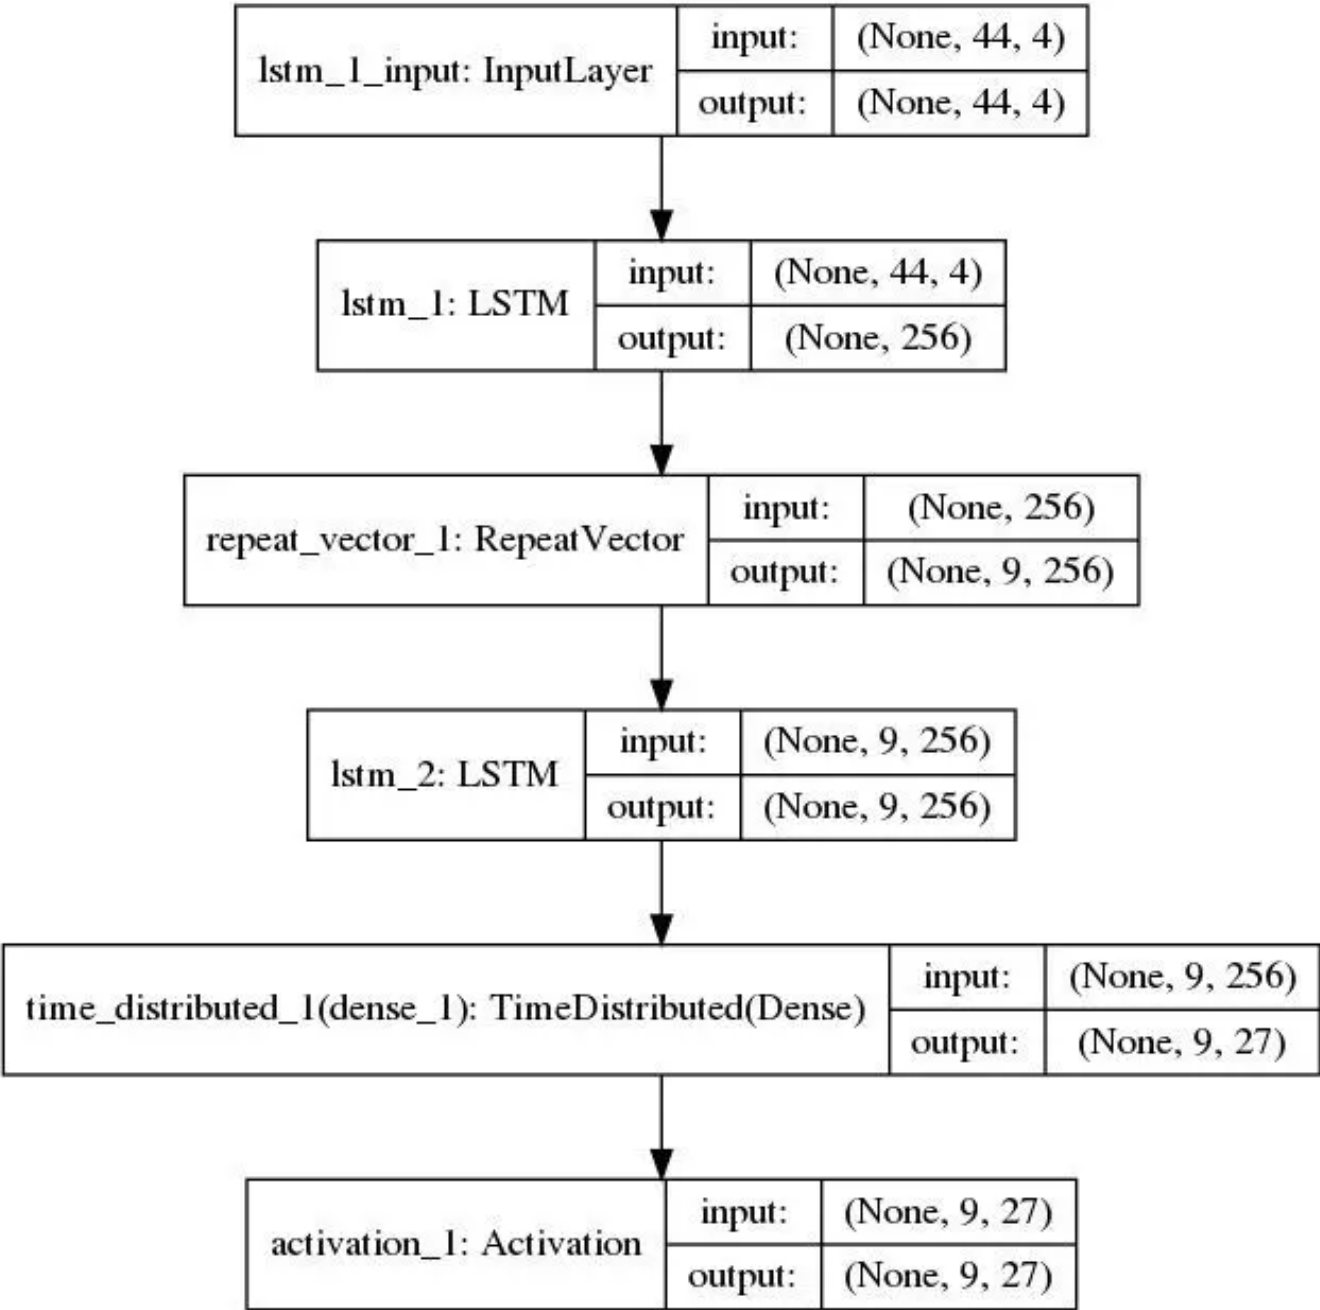 lstm_1_input: InputLayer
input: (None, 44, 4)
output: (None, 44, 4)
lstm_1: LSTM
input: (None, 44, 4)
output: (None, 256)
repeat_vector_1: RepeatVector
input: (None, 256)
output: (None, 9, 256)
lstm_2: LSTM
input: (None, 9, 256)
output: (None, 9, 256)
time_distributed_1(dense_1): TimeDistributed(Dense)
input: (None, 9, 256)
output: (None, 9, 27)
activation_1: Activation
input: (None, 9, 27)
output: (None, 9, 27)